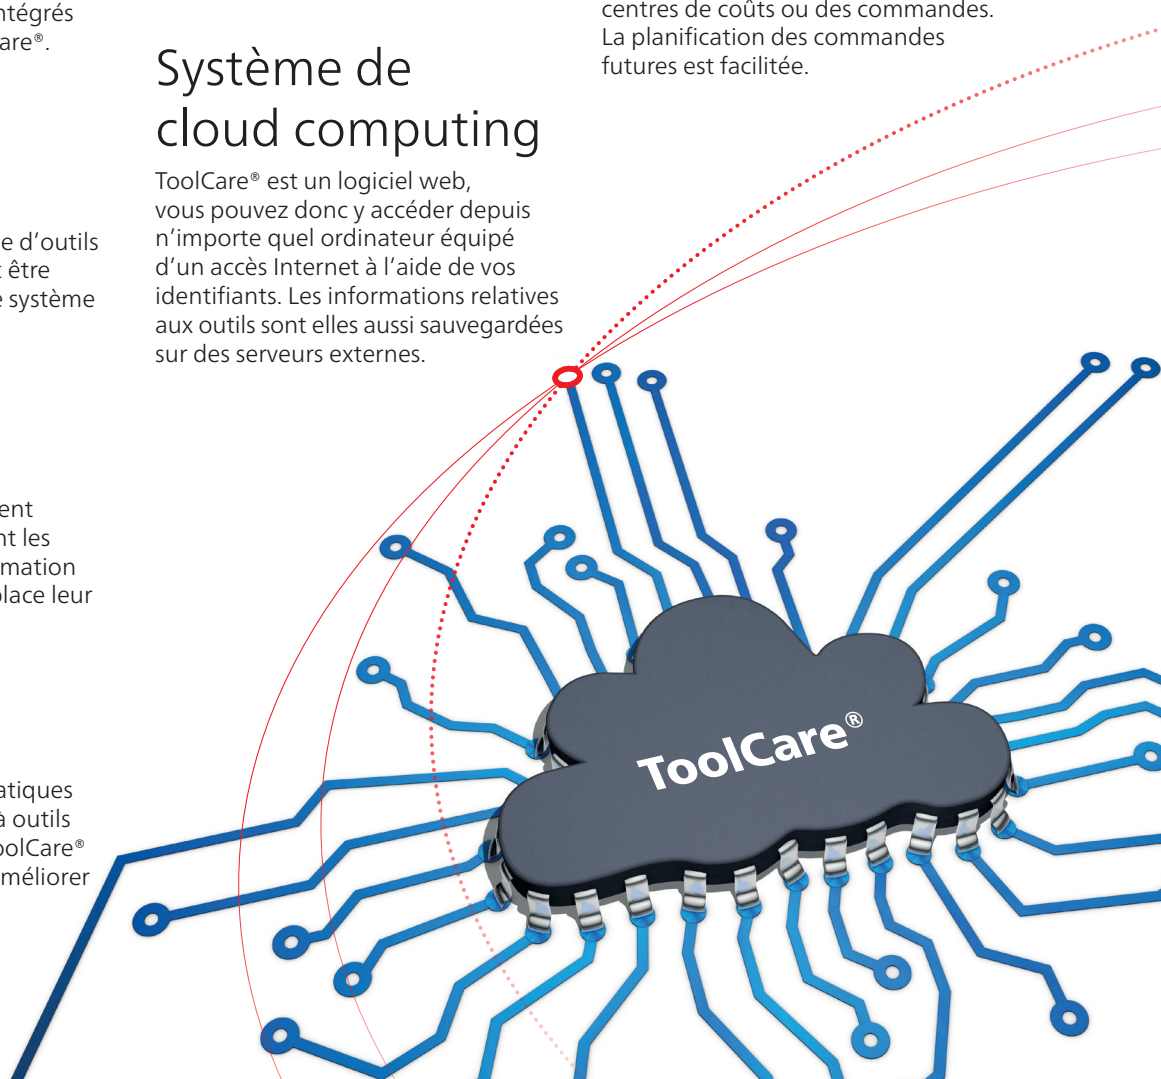 ntégrés
are®.
e d’outils
être
système
ent
nt les
mation
place leur
atiques
à outils
oolCare®
méliorer
Système de
cloud computing
ToolCare® est un logiciel web,
vous pouvez donc y accéder depuis
n’importe quel ordinateur équipé
d’un accès Internet à l’aide de vos
identifiants. Les informations relatives
aux outils sont elles aussi sauvegardées
sur des serveurs externes.
centres de coûts ou des commandes.
La planification des commandes
futures est facilitée.
ToolCare®